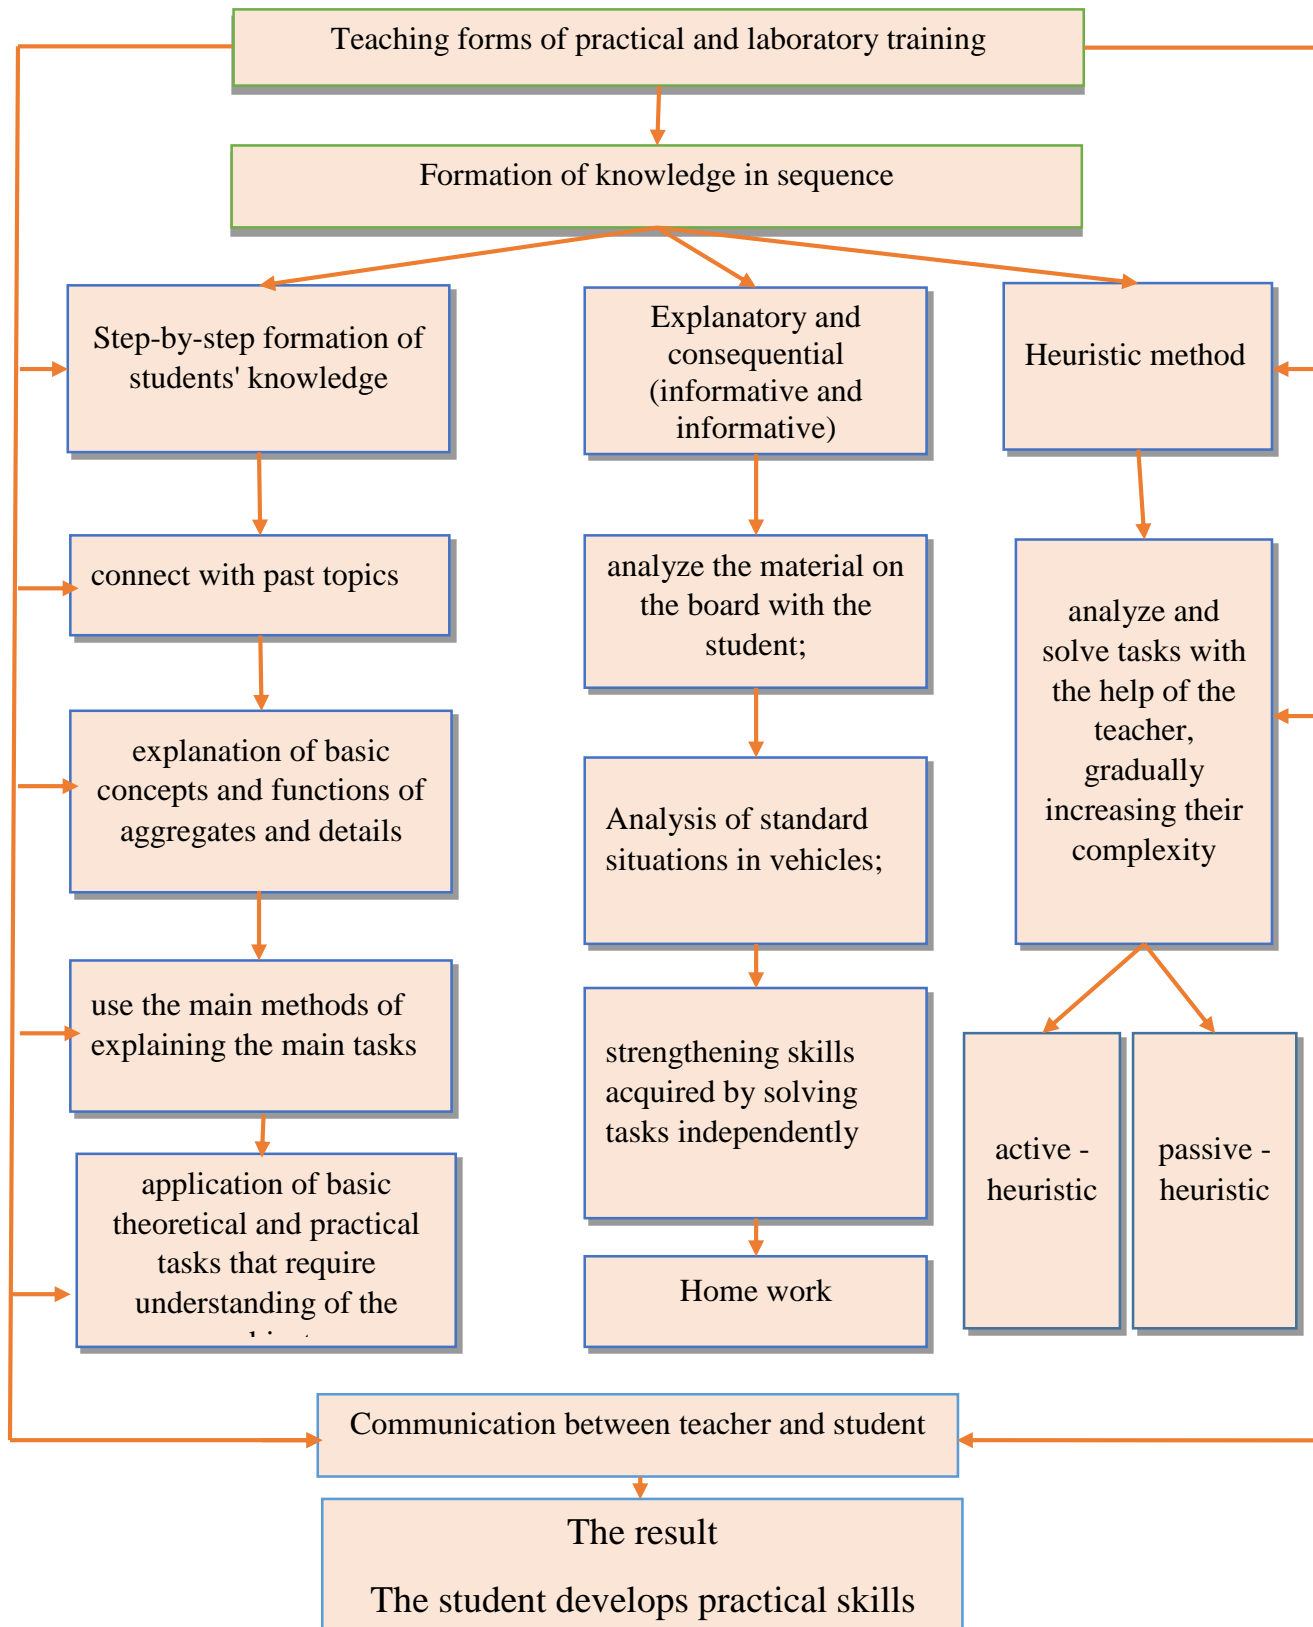 Teaching forms of practical and laboratory training
Formation of knowledge in sequence
Step-by-step formation of
students' knowledge
Explanatory and
consequential
(informative and
informative)
Heuristic method
connect with past topics
analyze the material on
the board with the
student;
analyze and
solve tasks with
the help of the
teacher,
gradually
increasing their
complexity
explanation of basic
concepts and functions of
aggregates and details
Analysis of standard
situations in vehicles;
use the main methods of
explaining the main tasks
strengthening skills
acquired by solving
tasks independently
active -
heuristic
passive -
heuristic
application of basic
theoretical and practical
tasks that require
understanding of the
Home work
Communication between teacher and student
The result
The student develops practical skills